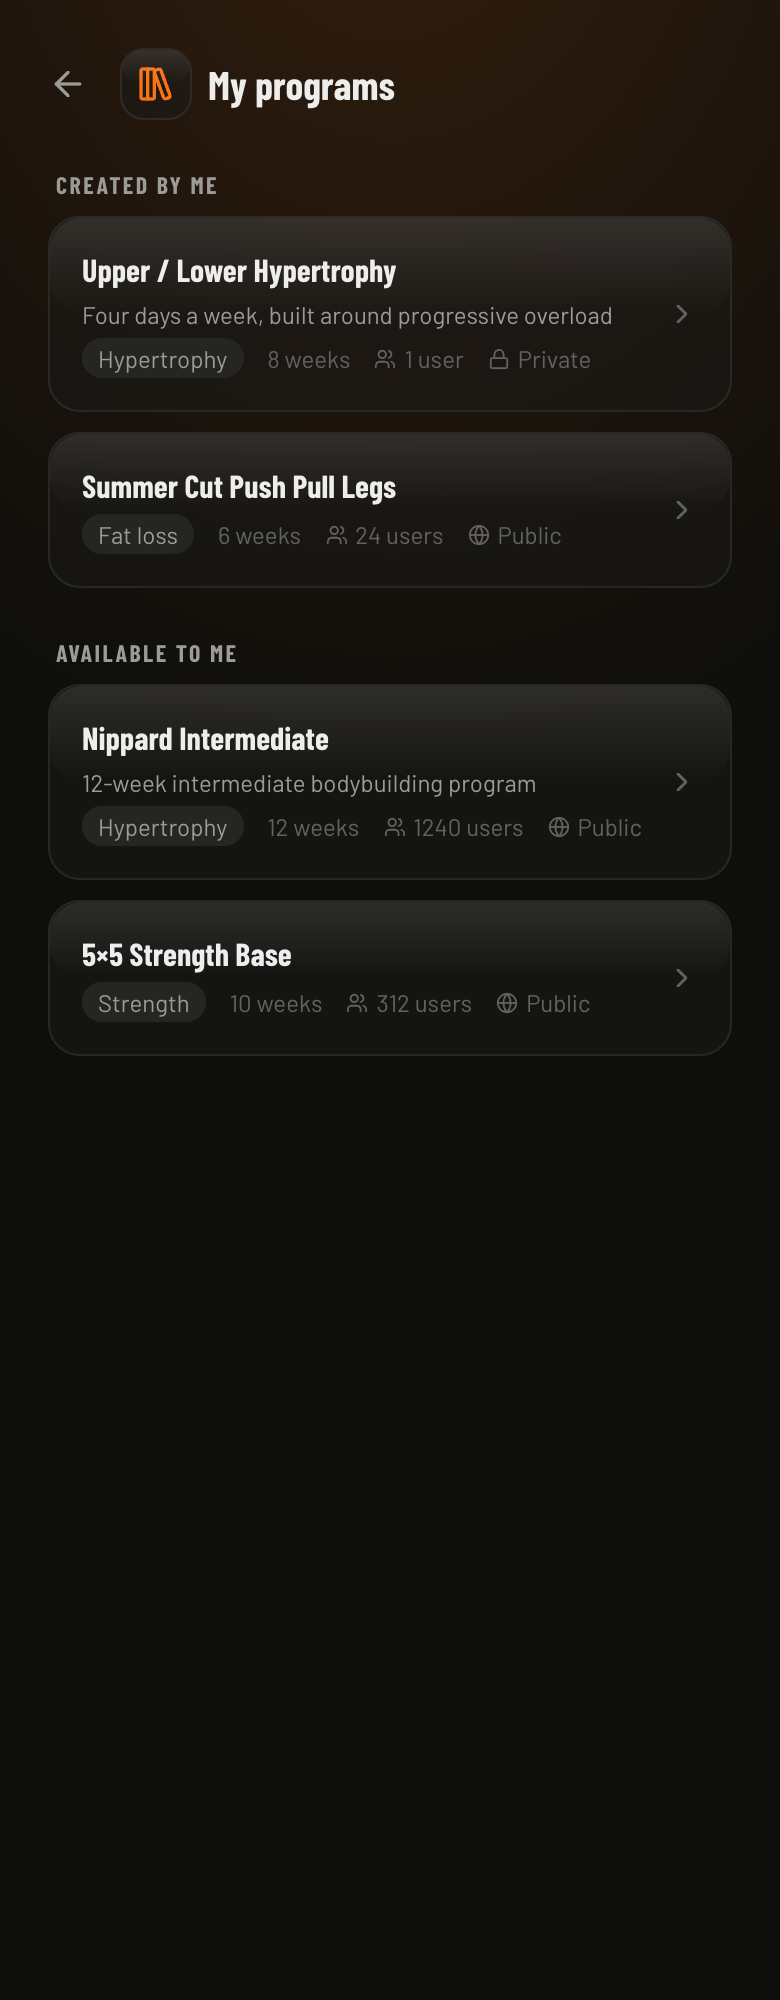 My programs
CREATED BY ME
Upper / Lower Hypertrophy
Four days a week, built around progressive overload
Hypertrophy 8 weeks 1 user Private
Summer Cut Push Pull Legs
Fat loss 6 weeks 24 users Public
AVAILABLE TO ME
Nippard Intermediate
12-week intermediate bodybuilding program
Hypertrophy 12 weeks 1240 users Public
5×5 Strength Base
Strength 10 weeks 312 users Public